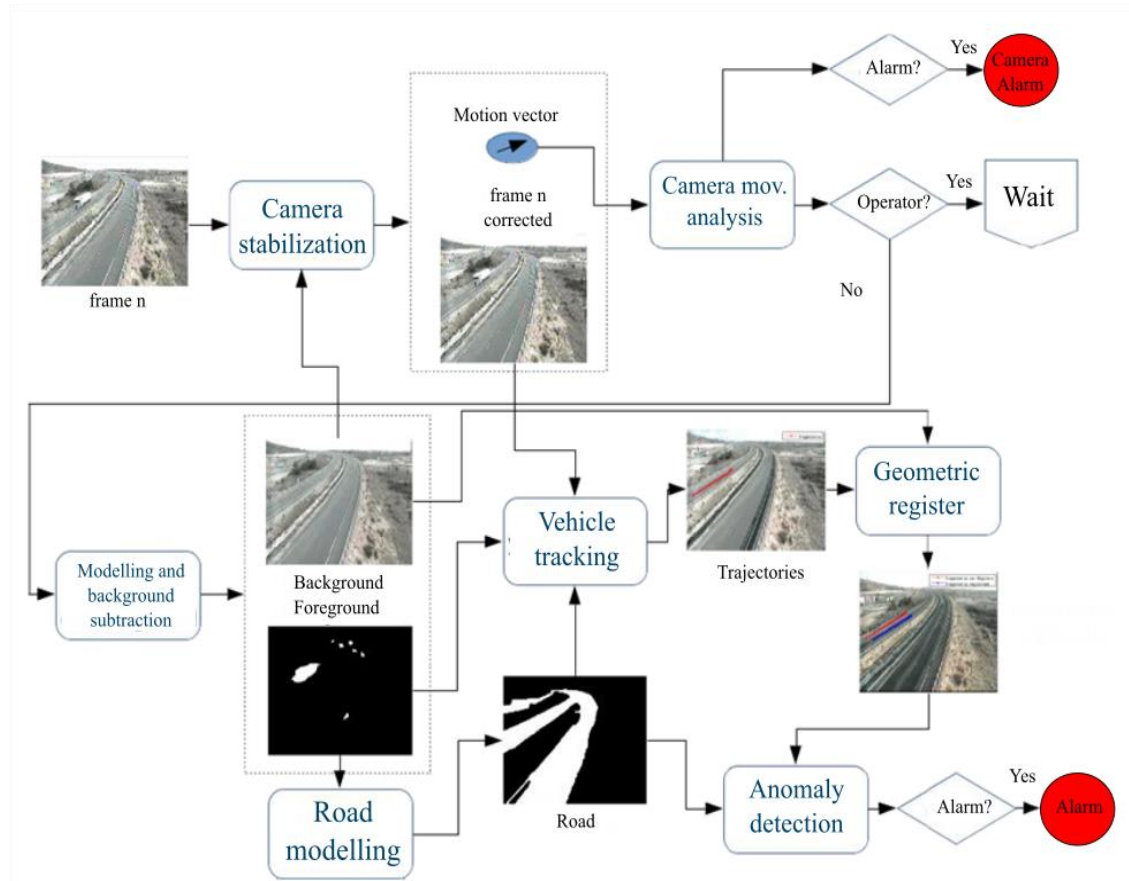 Alarm?
Yes
Camera
Alarm
Motion vector
frame n
Camera
stabilization
frame n
corrected
Camera mov.
analysis
Operator?
Yes
Wait
No
Modelling and
background
subtraction
Background
Foreground
Vehicle
tracking
Trajectories
Geometric
register
Road
modelling
Road
Anomaly
detection
Alarm?
Yes
Alarm